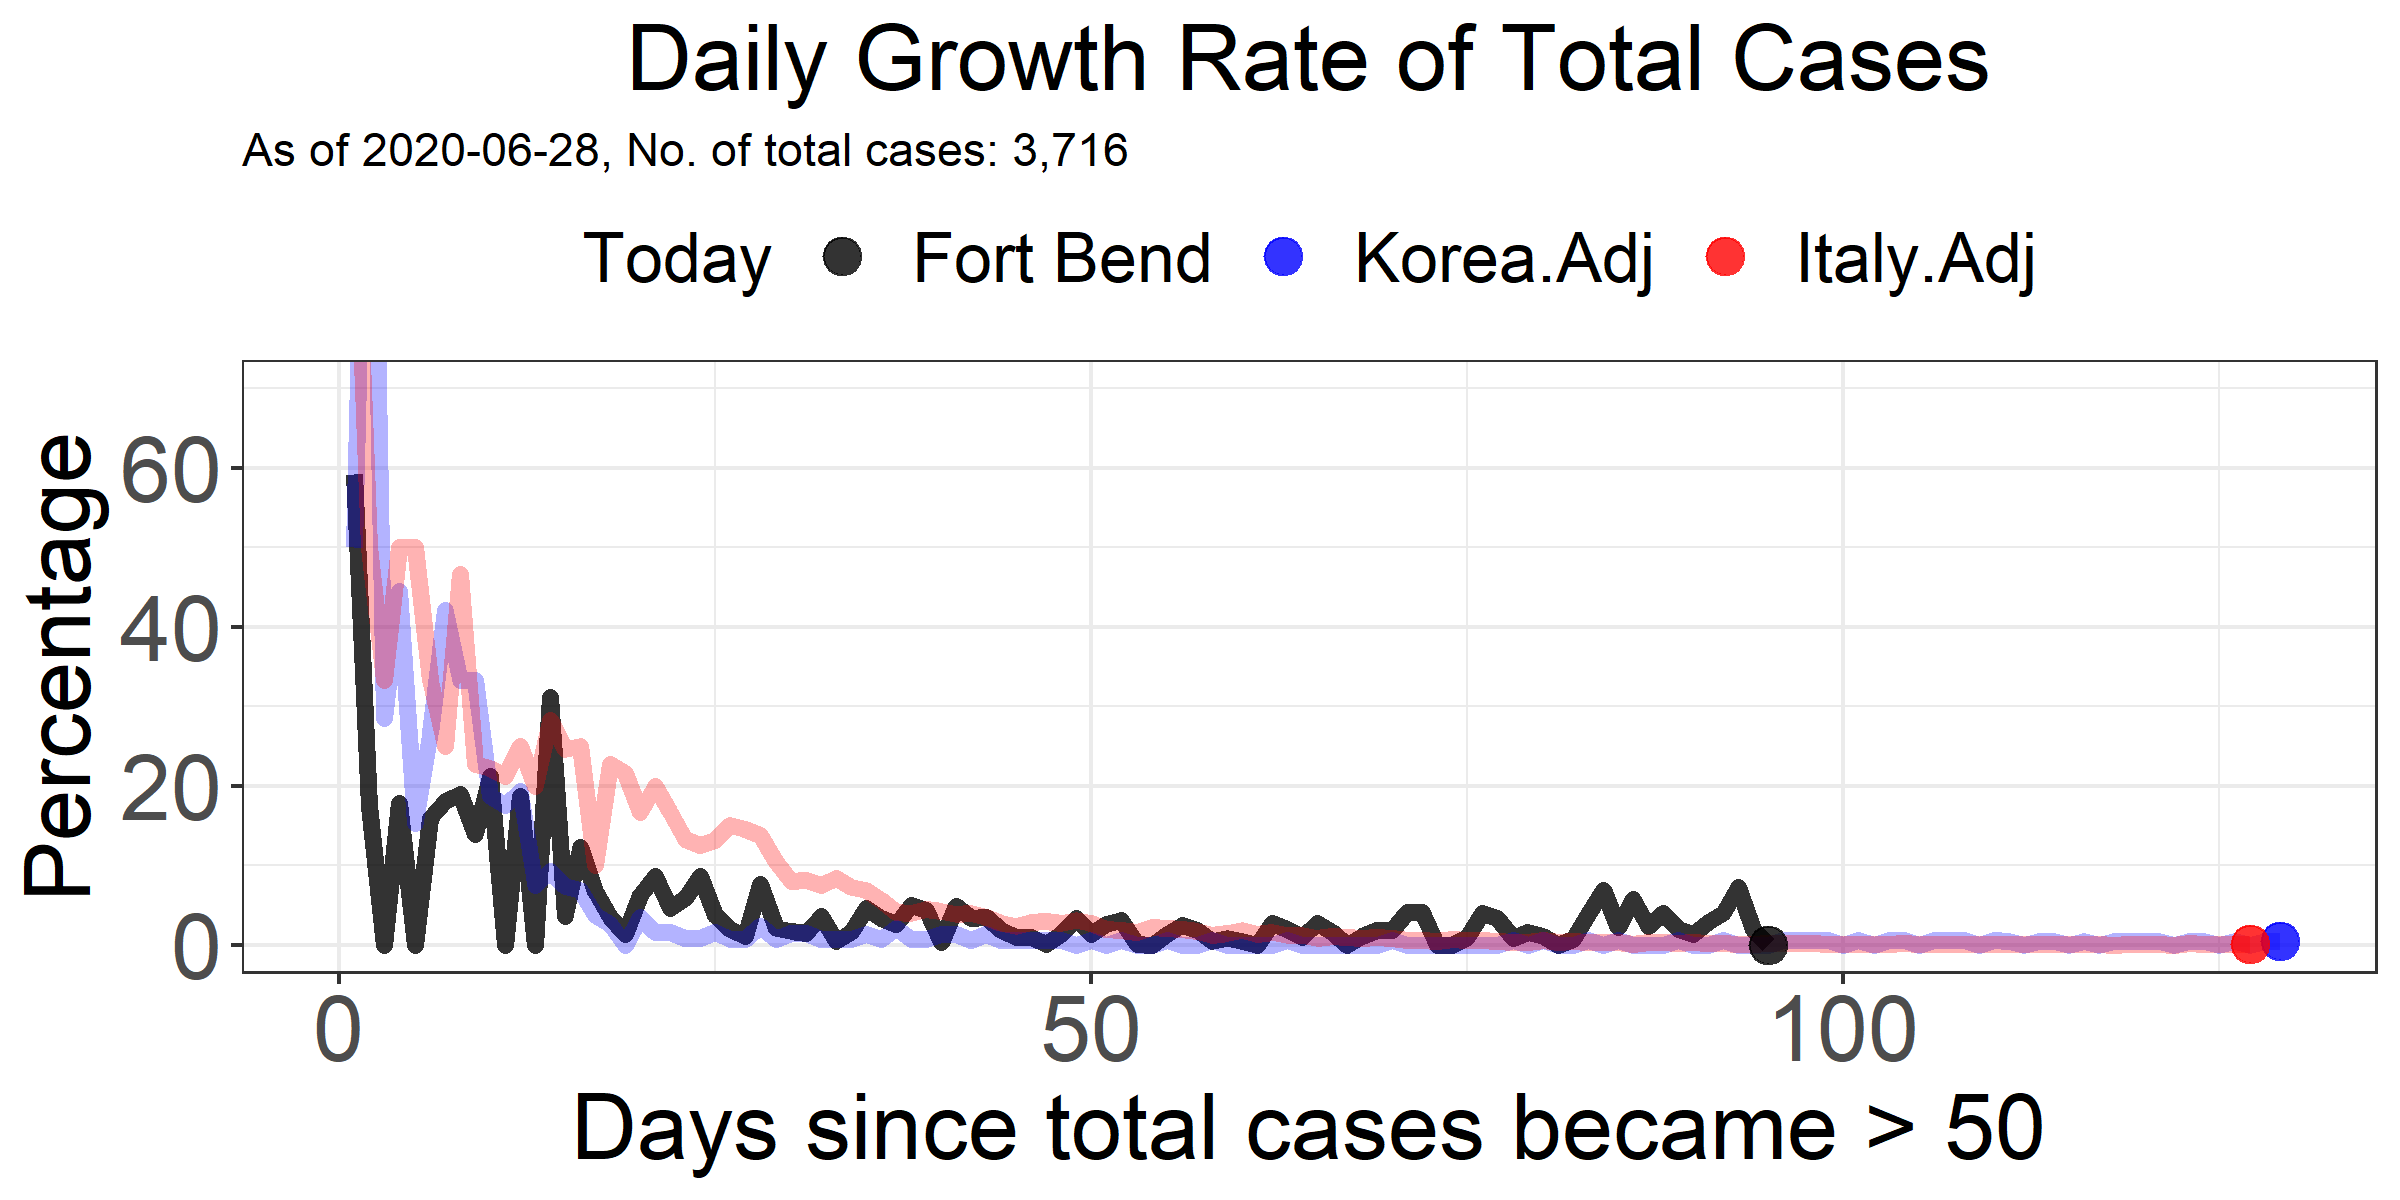 Daily Growth Rate of Total Cases
As of 2020-06-28, No. of total cases: 3,716
Today Fort Bend Korea.Adj Italy.Adj
Percentage
60
40
20
0
0 50 100
Days since total cases became > 50